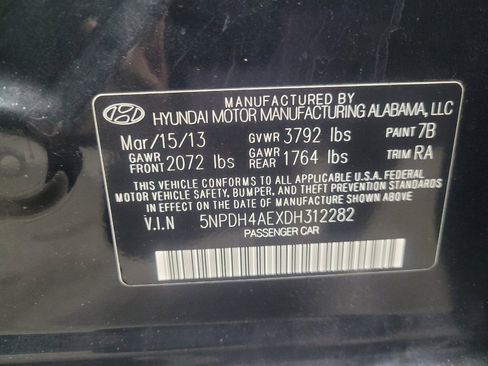 MANUFACTURED BY
HYUNDAI MOTOR MANUFACTURING ALABAMA, LLC
Mar/15/13 GVWR 3792 lbs PAINT 7B
GAWR FRONT 2072 lbs GAWR REAR 1764 lbs TRIM RA
THIS VEHICLE CONFORMS TO ALL APPLICABLE U.S.A. FEDERAL
MOTOR VEHICLE SAFETY, BUMPER, AND THEFT PREVENTION STANDARDS
IN EFFECT ON THE DATE OF MANUFACTURE SHOWN ABOVE.
V.I.N 5NPDH4AEXDH312282
PASSENGER CAR